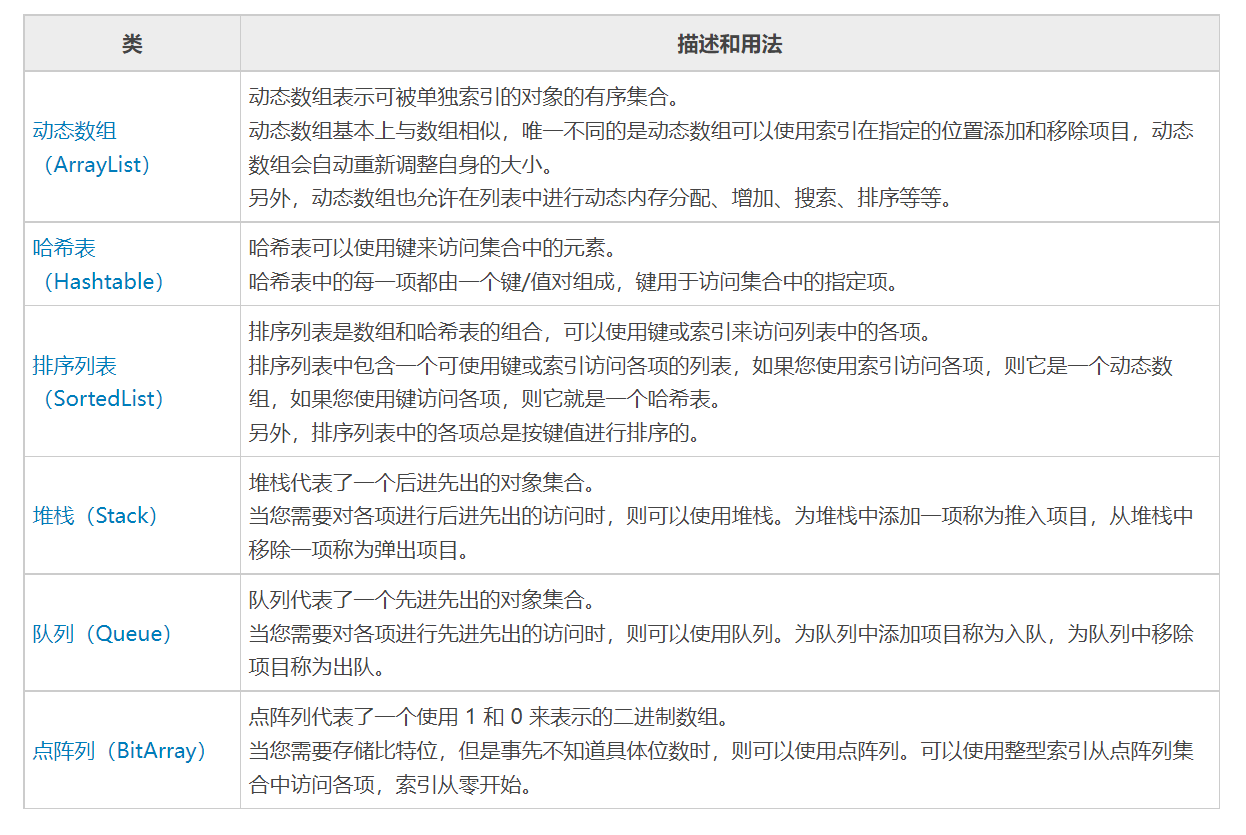 类
描述和用法
动态数组
（ArrayList）
动态数组表示可被单独索引的对象的有序集合。
动态数组基本上与数组相似，唯一不同的是动态数组可以使用索引在指定的位置添加和移除项目，动态
数组会自动重新调整自身的大小。
另外，动态数组也允许在列表中进行动态内存分配、增加、搜索、排序等等。
哈希表
（Hashtable）
哈希表可以使用键来访问集合中的元素。
哈希表中的每一项都由一个键/值对组成，键用于访问集合中的指定项。
排序列表
（SortedList）
排序列表是数组和哈希表的组合，可以使用键或索引来访问列表中的各项。
排序列表中包含一个可使用键或索引访问各项的列表，如果您使用索引访问各项，则它是一个动态数
组，如果您使用键访问各项，则它就是一个哈希表。
另外，排序列表中的各项总是按键值进行排序的。
堆栈（Stack）
堆栈代表了一个后进先出的对象集合。
当您需要对各项进行后进先出的访问时，则可以使用堆栈。为堆栈中添加一项称为推入项目，从堆栈中
移除一项称为弹出项目。
队列（Queue）
队列代表了一个先进先出的对象集合。
当您需要对各项进行先进先出的访问时，则可以使用队列。为队列中添加项目称为入队，为队列中移除
项目称为出队。
点阵列（BitArray）
点阵列代表了一个使用 1 和 0 来表示的二进制数组。
当您需要存储比特位，但是事先不知道具体位数时，则可以使用点阵列。可以使用整型索引从点阵列集
合中访问各项，索引从零开始。